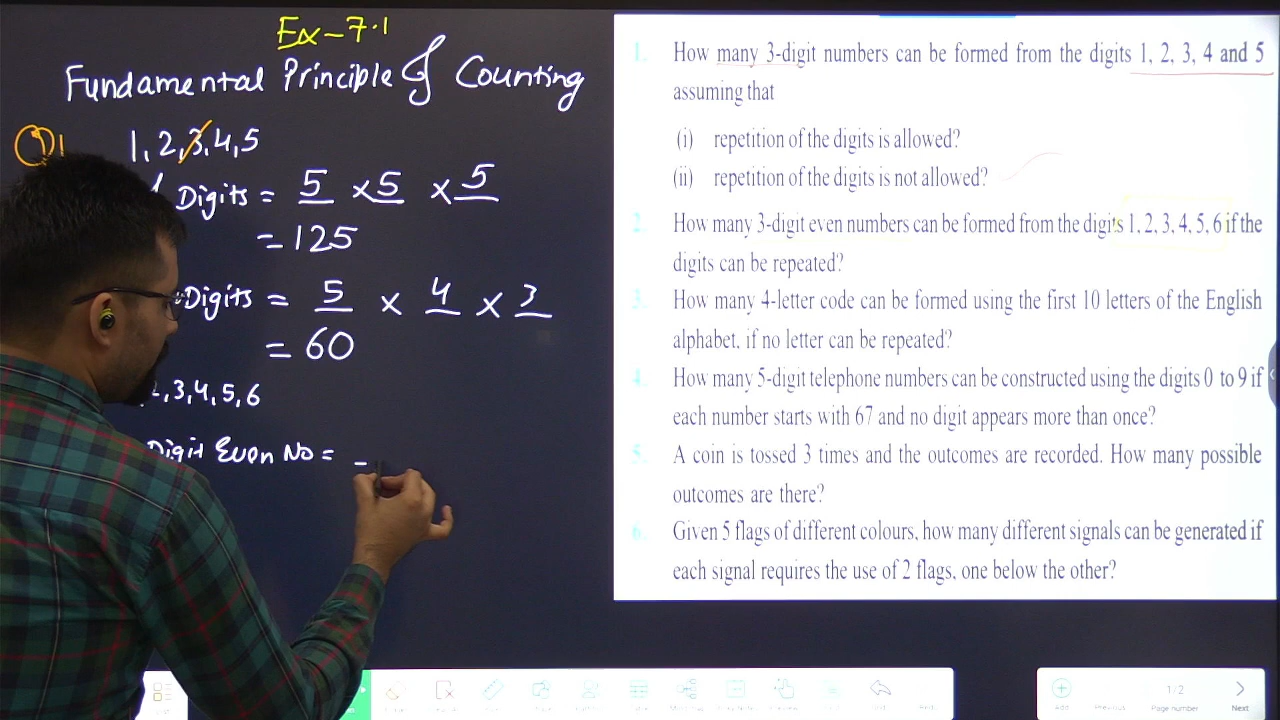 Ex-7.1
Fundamental Principle Of Counting
Q1 1, 2, 3, 4, 5
Digits = 5 × 5 × 5
= 125
Digits = 5 × 4 × 3
= 60
, 3, 4, 5, 6
Digit Even No =
1. How many 3-digit numbers can be formed from the digits 1, 2, 3, 4 and 5
assuming that
(i) repetition of the digits is allowed?
(ii) repetition of the digits is not allowed?
2. How many 3-digit even numbers can be formed from the digits 1, 2, 3, 4, 5, 6 if the
digits can be repeated?
3. How many 4-letter code can be formed using the first 10 letters of the English
alphabet, if no letter can be repeated?
4. How many 5-digit telephone numbers can be constructed using the digits 0 to 9 if
each number starts with 67 and no digit appears more than once?
5. A coin is tossed 3 times and the outcomes are recorded. How many possible
outcomes are there?
6. Given 5 flags of different colours, how many different signals can be generated if
each signal requires the use of 2 flags, one below the other?
1/2
Add Previous Page number Next